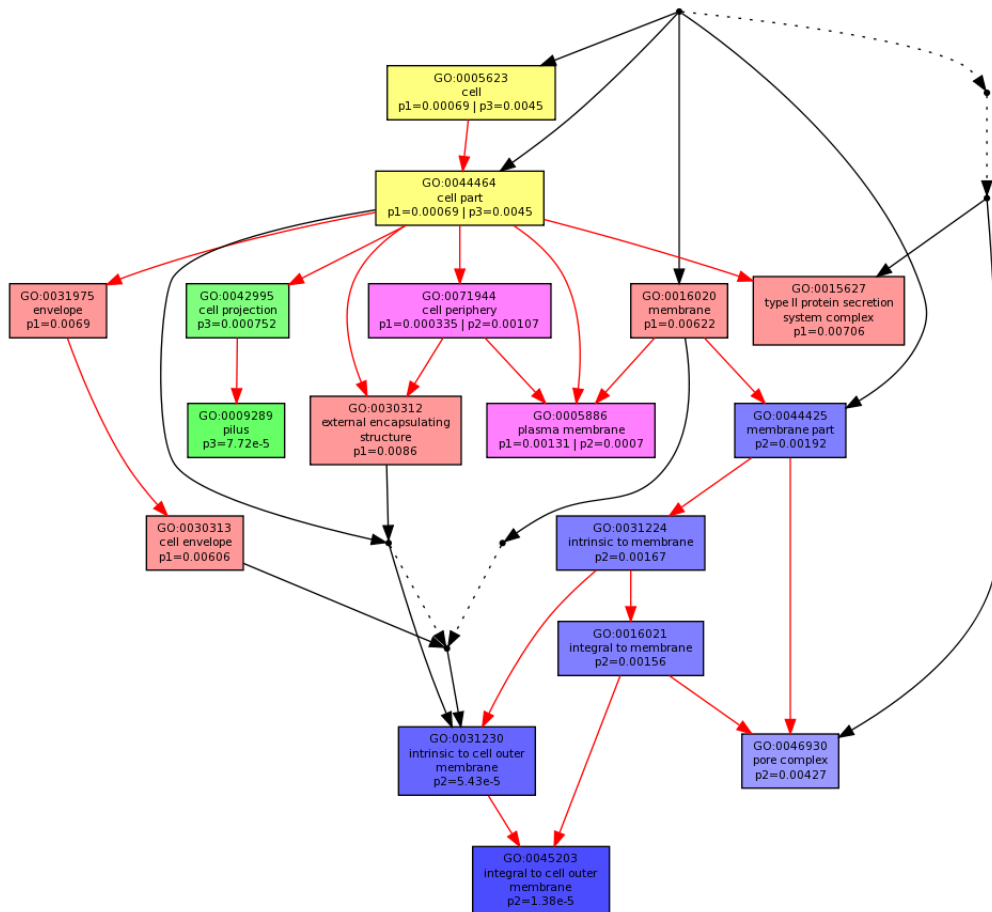 GO:0005623
cell
p1=0.00069 | p3=0.0045
GO:0044464
cell part
p1=0.00069 | p3=0.0045
GO:0031975
envelope
p1=0.0069
GO:0042995
cell projection
p3=0.000752
GO:0071944
cell periphery
p1=0.000335 | p2=0.00107
GO:0016020
membrane
p1=0.00622
GO:0015627
type II protein secretion
system complex
p1=0.00706
GO:0009289
pilus
p3=7.72e-5
GO:0030312
external encapsulating
structure
p1=0.0086
GO:0005886
plasma membrane
p1=0.00131 | p2=0.0007
GO:0044425
membrane part
p2=0.00192
GO:0030313
cell envelope
p1=0.00606
GO:0031224
intrinsic to membrane
p2=0.00167
GO:0016021
integral to membrane
p2=0.00156
GO:0031230
intrinsic to cell outer
membrane
p2=5.43e-5
GO:0046930
pore complex
p2=0.00427
GO:0045203
integral to cell outer
membrane
p2=1.38e-5